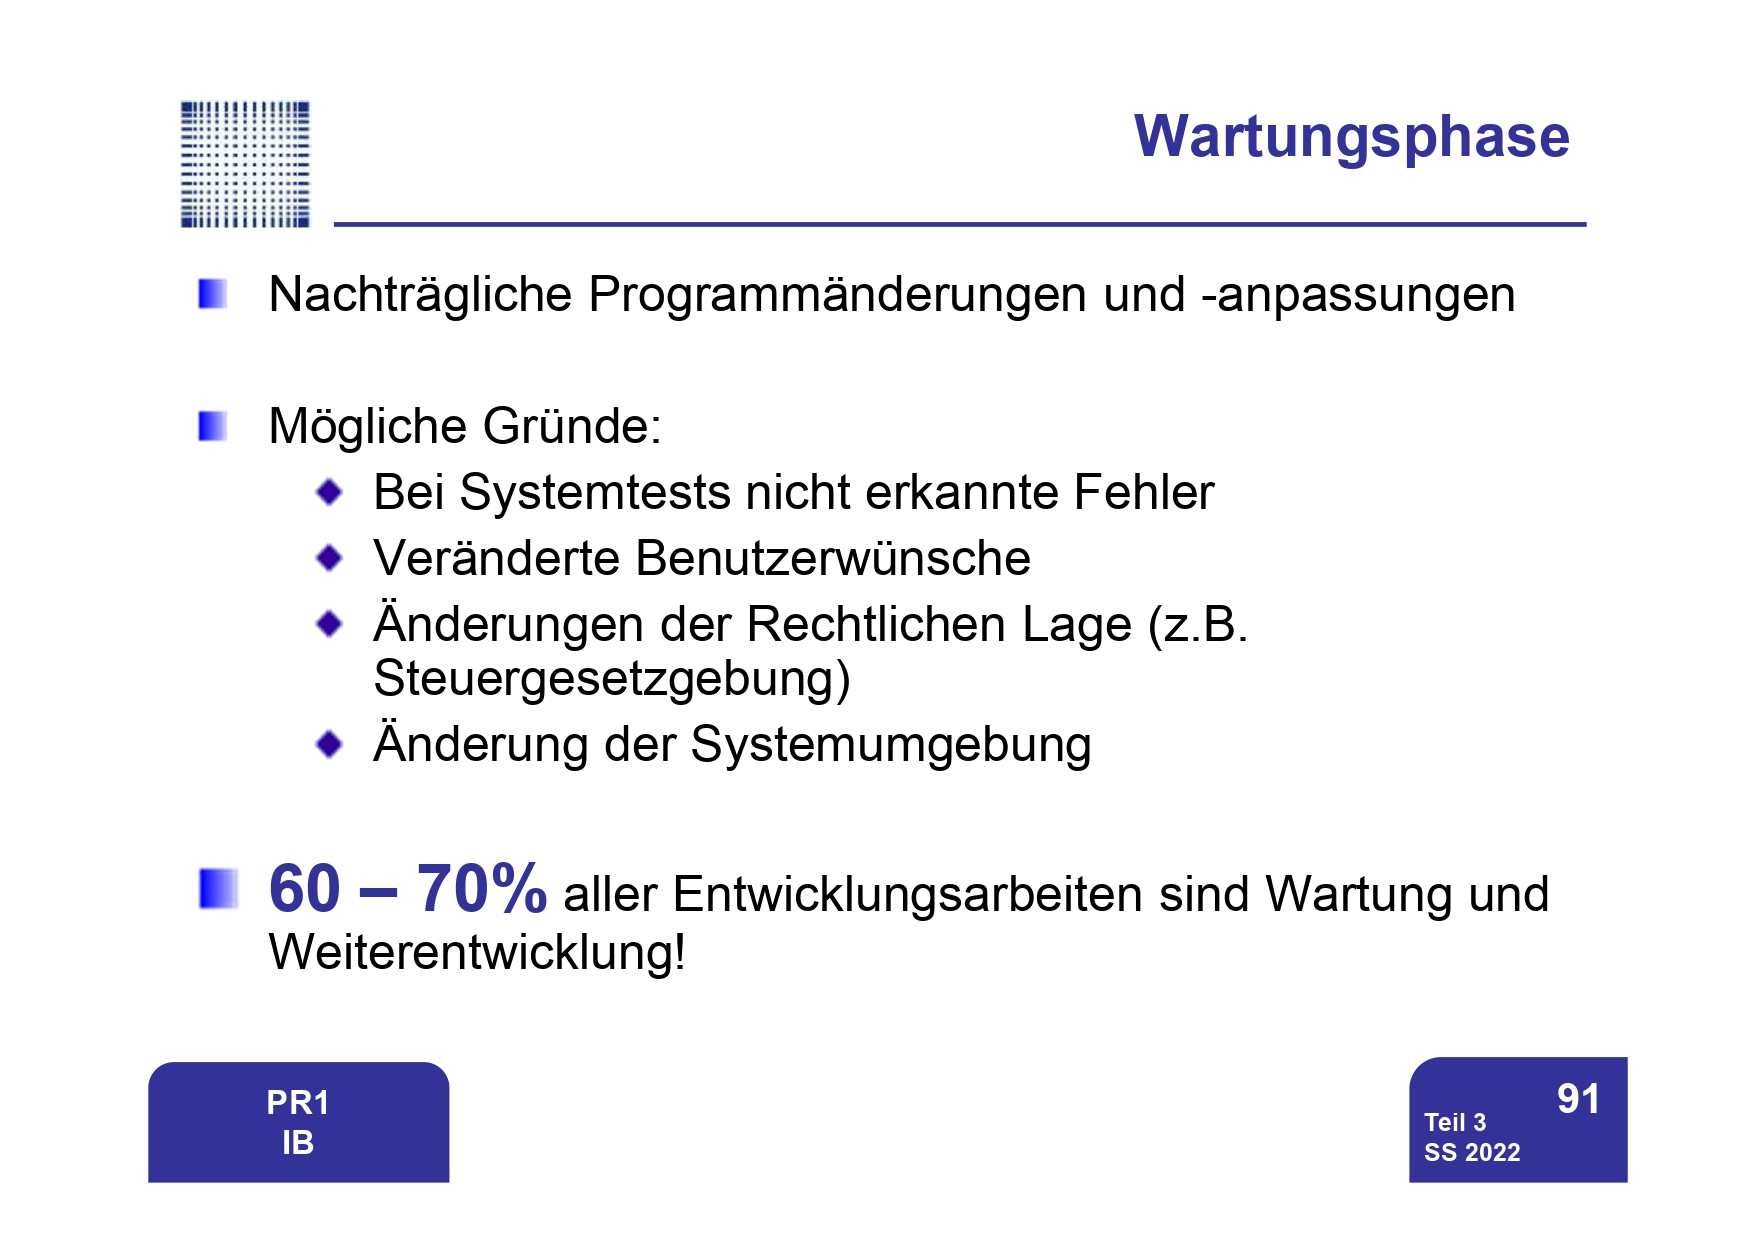 Wartungsphase
Nachträgliche Programmänderungen und -anpassungen
Mögliche Gründe:
Bei Systemtests nicht erkannte Fehler
Veränderte Benutzerwünsche
Änderungen der Rechtlichen Lage (z.B.
Steuergesetzgebung)
Änderung der Systemumgebung
60 – 70% aller Entwicklungsarbeiten sind Wartung und
Weiterentwicklung!
PR1
IB
91
Teil 3
SS 2022